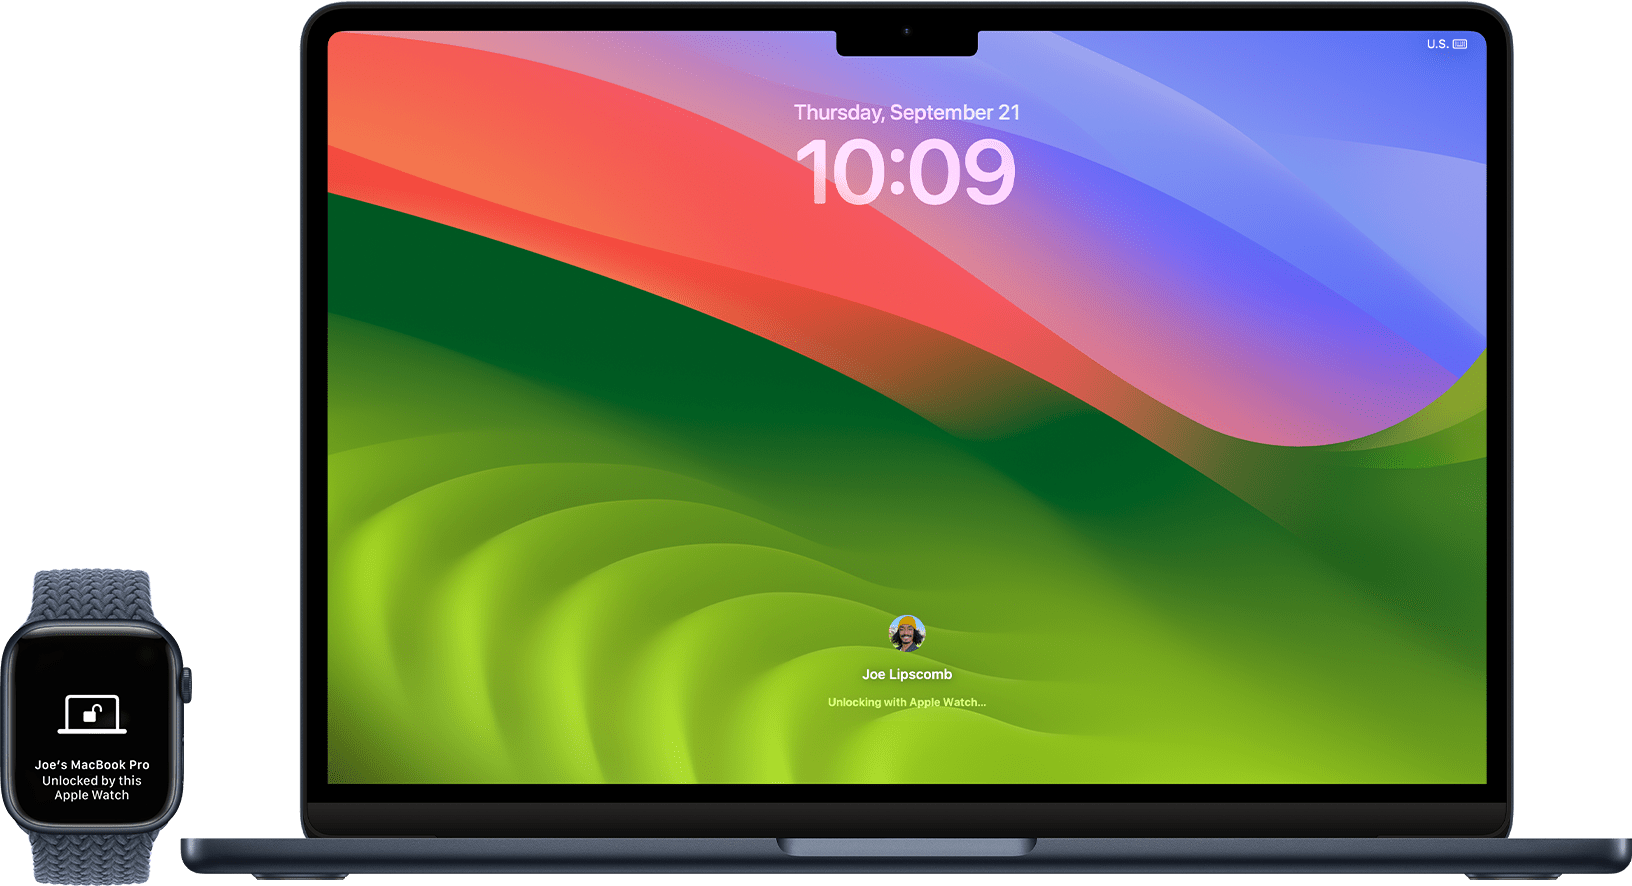 U.S.
Thursday, September 21
10:09
Joe Lipscomb
Unlocking with Apple Watch...
Joe's MacBook Pro
Unlocked by this
Apple Watch